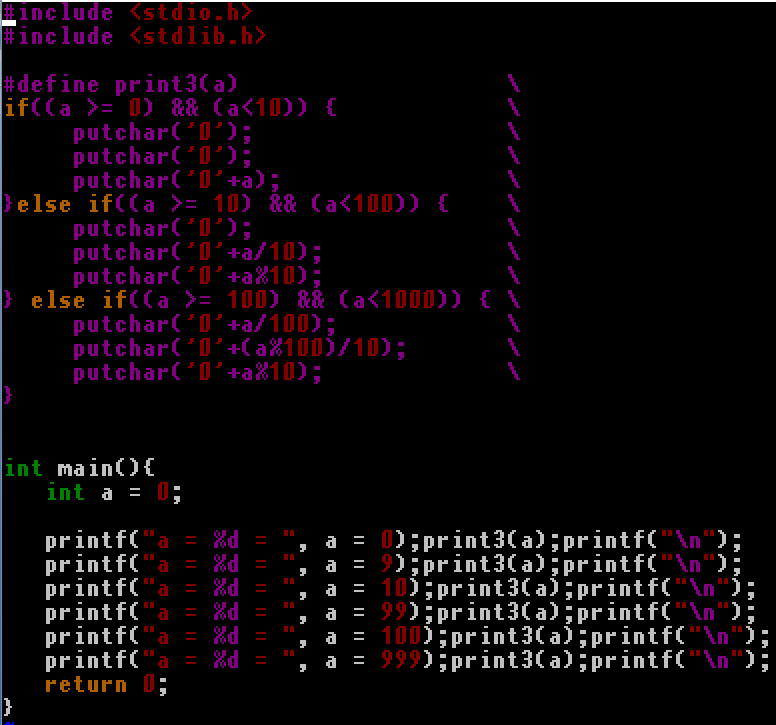 #include <stdio.h>
#include <stdlib.h>
#define print3(a) \
if((a >= 0) && (a<10)) { \
putchar('0'); \
putchar('0'); \
putchar('0'+a); \
}else if((a >= 10) && (a<100)) { \
putchar('0'); \
putchar('0'+a/10); \
putchar('0'+a%10); \
} else if((a >= 100) && (a<1000)) { \
putchar('0'+a/100); \
putchar('0'+(a%100)/10); \
putchar('0'+a%10); \
}
int main(){
int a = 0;
printf("a = %d = ", a = 0);print3(a);printf("\n");
printf("a = %d = ", a = 9);print3(a);printf("\n");
printf("a = %d = ", a = 10);print3(a);printf("\n");
printf("a = %d = ", a = 99);print3(a);printf("\n");
printf("a = %d = ", a = 100);print3(a);printf("\n");
printf("a = %d = ", a = 999);print3(a);printf("\n");
return 0;
}